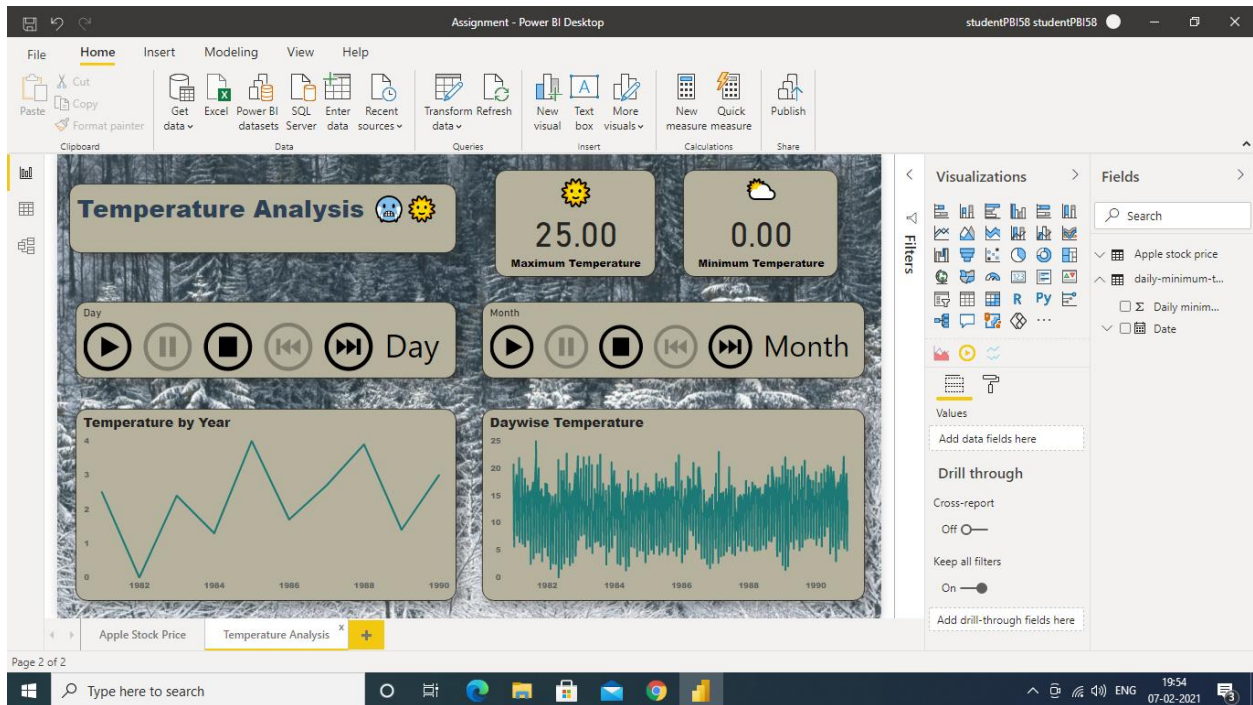 Assignment - Power BI Desktop
studentPBI58 studentPBI58
File Home Insert Modeling View Help
Paste
Cut
Copy
Format painter
Clipboard
Get data
Excel
Power BI datasets
SQL Server
Enter data
Recent sources
Data
Transform data
Refresh
Queries
New visual
Text box
More visuals
Insert
New measure
Quick measure
Calculations
Publish
Share
Temperature Analysis
25.00
Maximum Temperature
0.00
Minimum Temperature
Day
Day
Month
Month
Temperature by Year
4
3
2
1
0
1982 1984 1986 1988 1990
Daywise Temperature
25
20
15
10
5
0
1982 1984 1986 1988 1990
Filters
Visualizations
R Py
123
...
Values
Add data fields here
Drill through
Cross-report
Off
Keep all filters
On
Add drill-through fields here
Fields
Search
Apple stock price
daily-minimum-t...
Σ Daily minim...
Date
Apple Stock Price
Temperature Analysis x
+
Page 2 of 2
Type here to search
ENG
19:54
07-02-2021
3